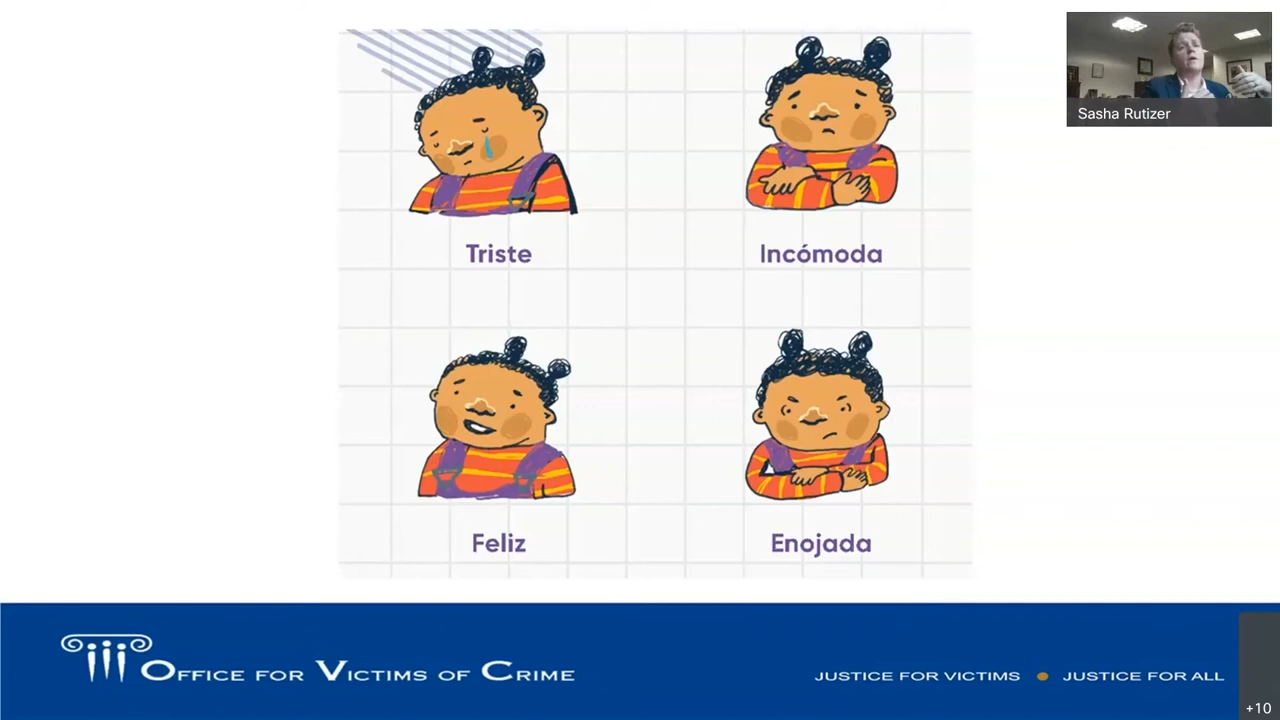 Sasha Rutizer
Triste
Incómoda
Feliz
Enojada
OFFICE FOR VICTIMS OF CRIME
JUSTICE FOR VICTIMS ● JUSTICE FOR ALL
+10